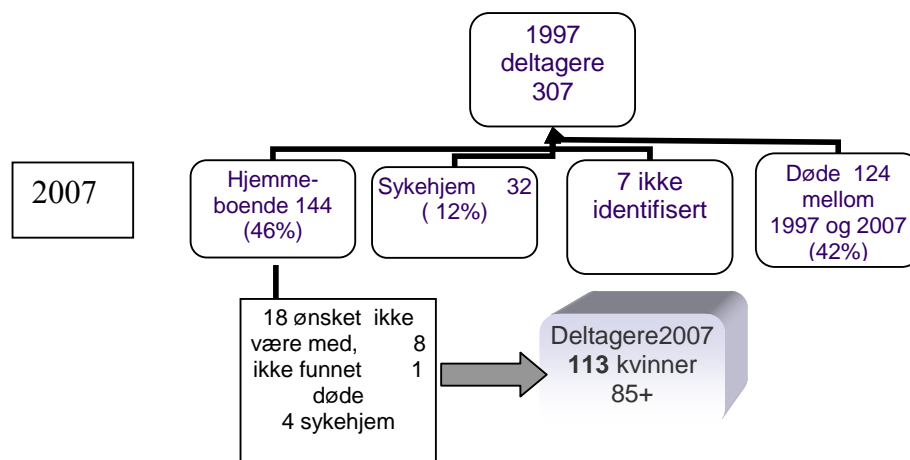 1997
deltagere
307
2007
Hjemme-
boende 144
(46%)
Sykehjem 32
( 12%)
7 ikke
identifisert
Døde 124
mellom
1997 og 2007
(42%)
18 ønsket ikke
være med, 8
ikke funnet 1
døde
4 sykehjem
Deltagere2007
113 kvinner
85+